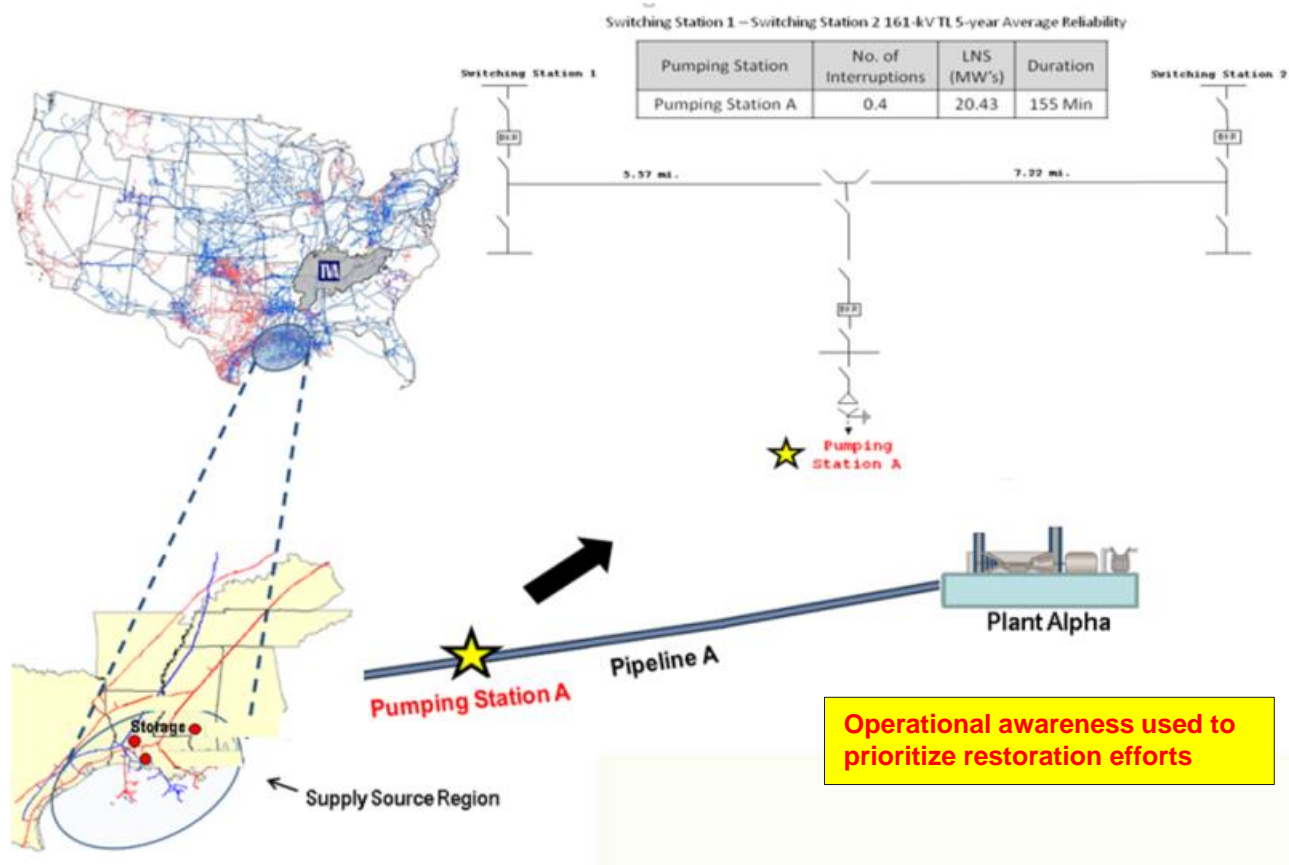 Switching Station 1 – Switching Station 2 161-kV TL 5-year Average Reliability
Pumping Station
No. of
Interruptions
LNS
(MW's)
Duration
Pumping Station A
0.4
20.43
155 Min
Switching Station 1
Switching Station 2
BKR
BKR
5.57 mi.
7.22 mi.
TVA
BKR
Pumping
Station A
Plant Alpha
Pipeline A
Pumping Station A
Storage
Supply Source Region
Operational awareness used to
prioritize restoration efforts